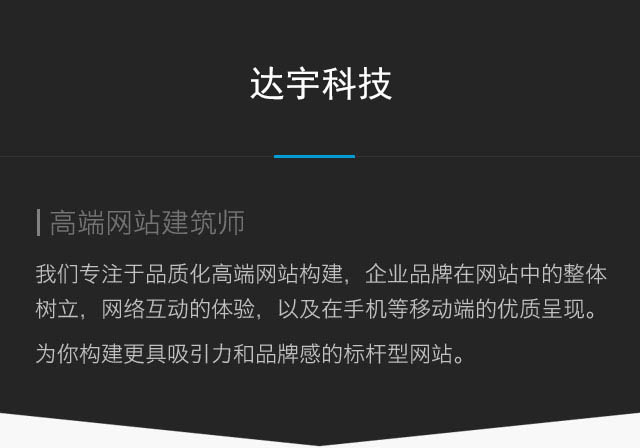 达宇科技
高端网站建筑师
我们专注于品质化高端网站构建，企业品牌在网站中的整体
树立，网络互动的体验，以及在手机等移动端的优质呈现。
为你构建更具吸引力和品牌感的标杆型网站。